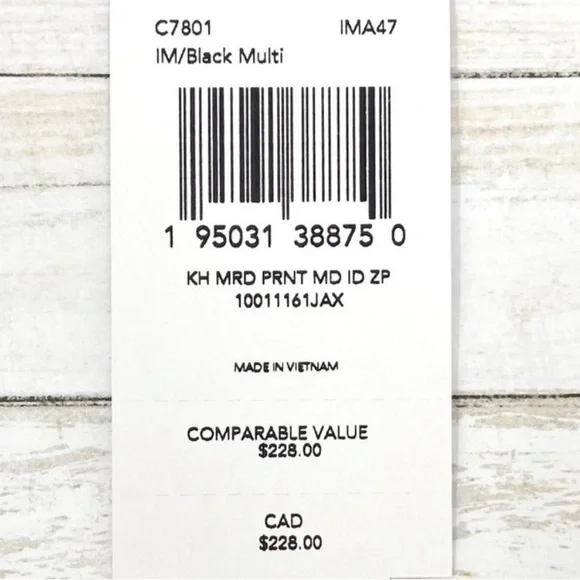 C7801 IMA47
IM/Black Multi
1 95031 38875 0
KH MRD PRNT MD ID ZP
10011161JAX
MADE IN VIETNAM
COMPARABLE VALUE
$228.00
CAD
$228.00